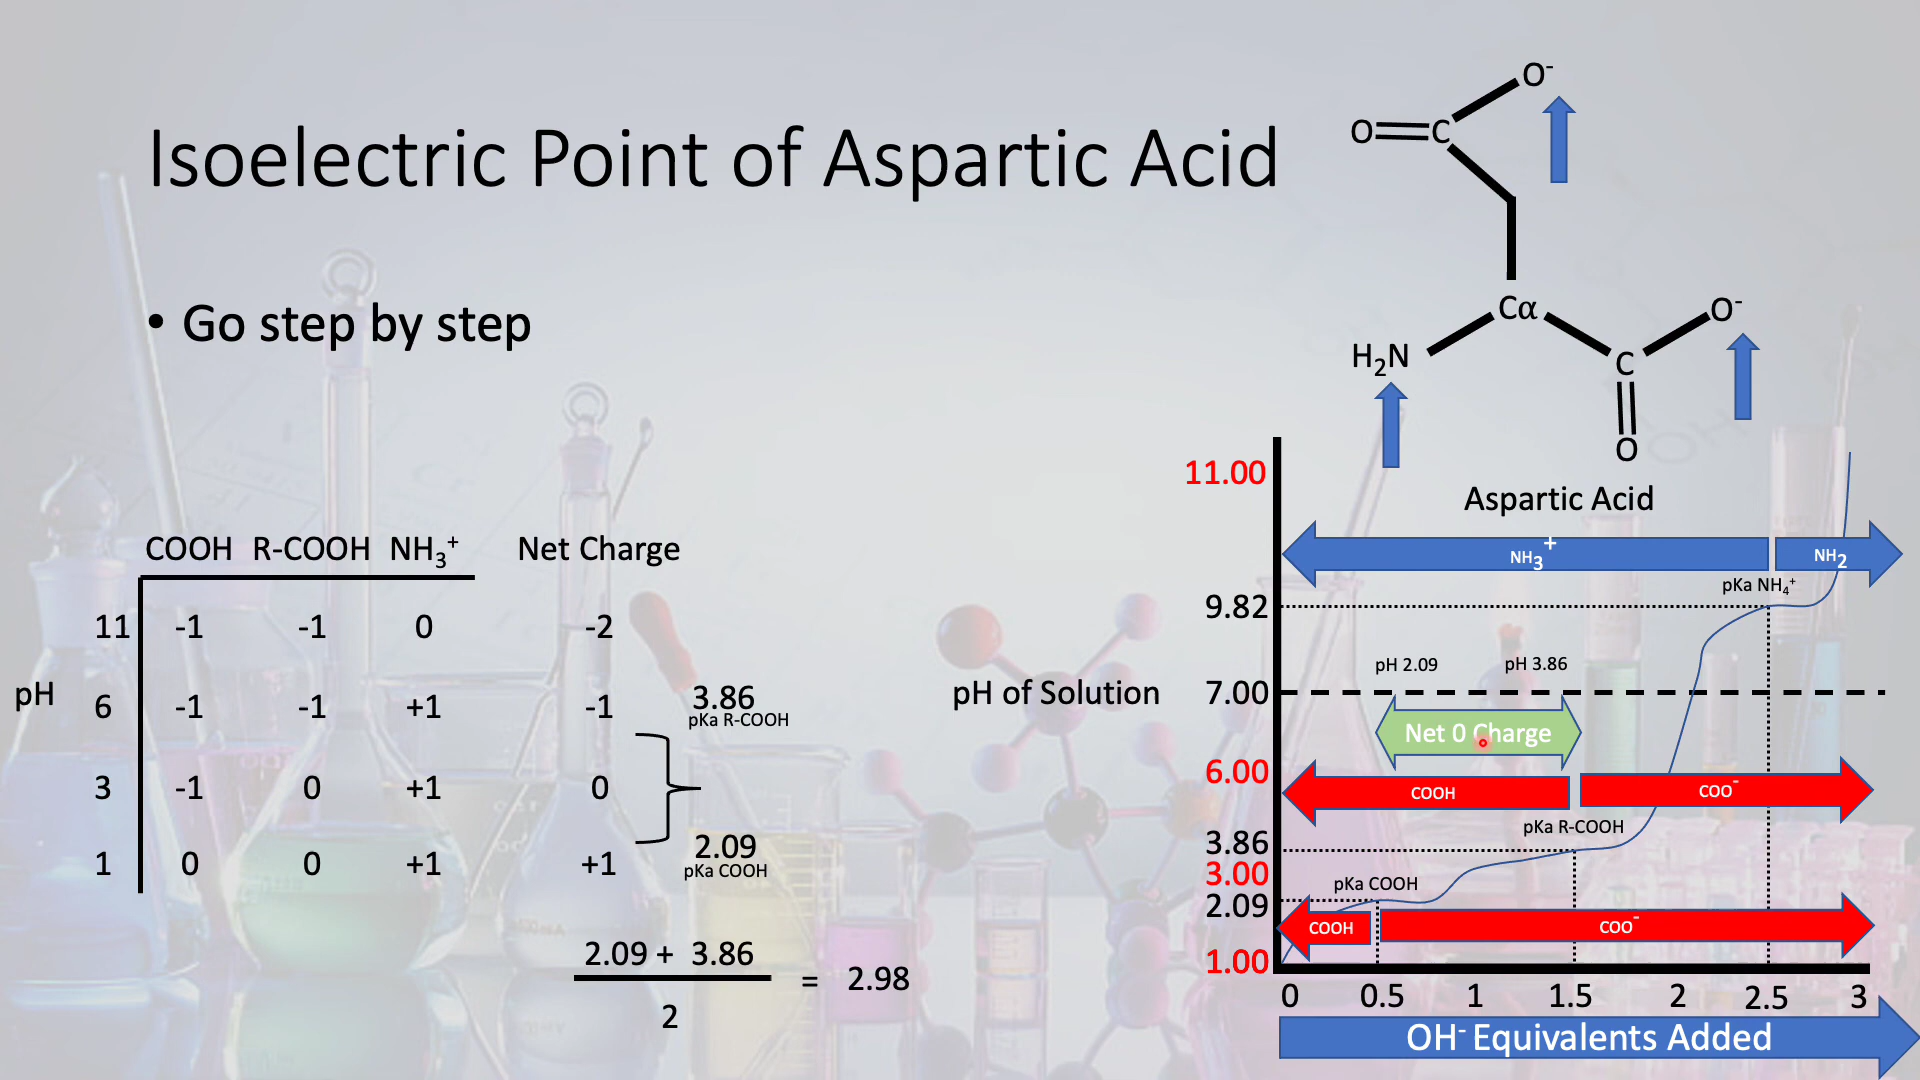 Isoelectric Point of Aspartic Acid
• Go step by step
O⁻
O C
Cα O⁻
H₂N C
O
COOH R-COOH NH₃⁺ Net Charge
11 -1 -1 0 -2
pH
6 -1 -1 +1 -1
3.86
pKa R-COOH
3 -1 0 +1 0
2.09
pKa COOH
1 0 0 +1 +1
2.09 + 3.86
= 2.98
2
11.00
Aspartic Acid
NH₃⁺ NH₂
pKa NH₄⁺
9.82
pH 2.09 pH 3.86
pH of Solution 7.00
Net 0 Charge
6.00
COOH COO⁻
pKa R-COOH
3.86
3.00
pKa COOH
2.09
COOH COO⁻
1.00
0 0.5 1 1.5 2 2.5 3
OH⁻ Equivalents Added